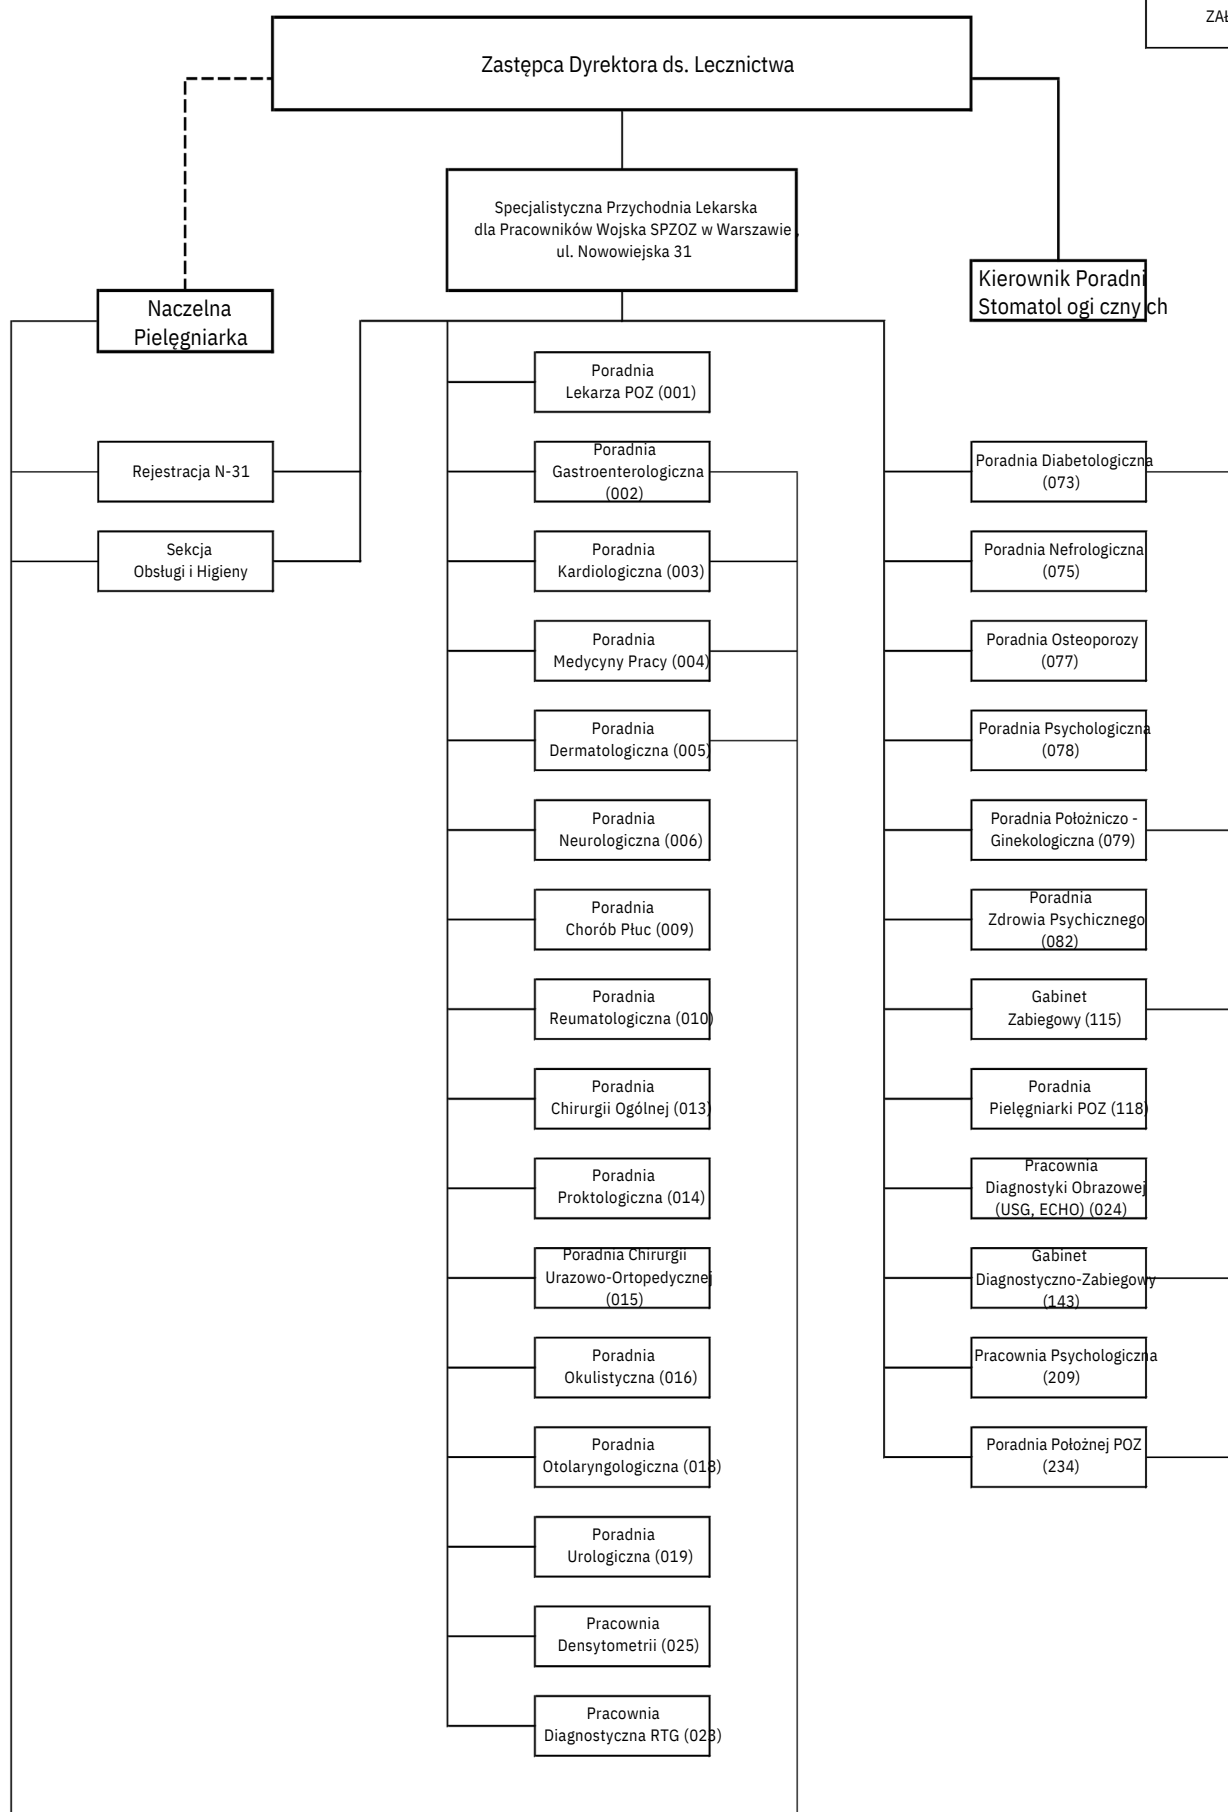 ZAŁ
Zastępca Dyrektora ds. Lecznictwa
Specjalistyczna Przychodnia Lekarska
dla Pracowników Wojska SPZOZ w Warszawie ,
ul. Nowowiejska 31
Kierownik Poradni
Stomatol ogi czny ch
Naczelna
Pielęgniarka
Rejestracja N-31
Sekcja
Obsługi i Higieny
Poradnia
Lekarza POZ (001)
Poradnia
Gastroenterologiczna
(002)
Poradnia
Kardiologiczna (003)
Poradnia
Medycyny Pracy (004)
Poradnia
Dermatologiczna (005)
Poradnia
Neurologiczna (006)
Poradnia
Chorób Płuc (009)
Poradnia
Reumatologiczna (010)
Poradnia
Chirurgii Ogólnej (013)
Poradnia
Proktologiczna (014)
Poradnia Chirurgii
Urazowo-Ortopedycznej
(015)
Poradnia
Okulistyczna (016)
Poradnia
Otolaryngologiczna (018)
Poradnia
Urologiczna (019)
Pracownia
Densytometrii (025)
Pracownia
Diagnostyczna RTG (023)
Poradnia Diabetologiczna
(073)
Poradnia Nefrologiczna
(075)
Poradnia Osteoporozy
(077)
Poradnia Psychologiczna
(078)
Poradnia Położniczo -
Ginekologiczna (079)
Poradnia
Zdrowia Psychicznego
(082)
Gabinet
Zabiegowy (115)
Poradnia
Pielęgniarki POZ (118)
Pracownia
Diagnostyki Obrazowej
(USG, ECHO) (024)
Gabinet
Diagnostyczno-Zabiegowy
(143)
Pracownia Psychologiczna
(209)
Poradnia Położnej POZ
(234)